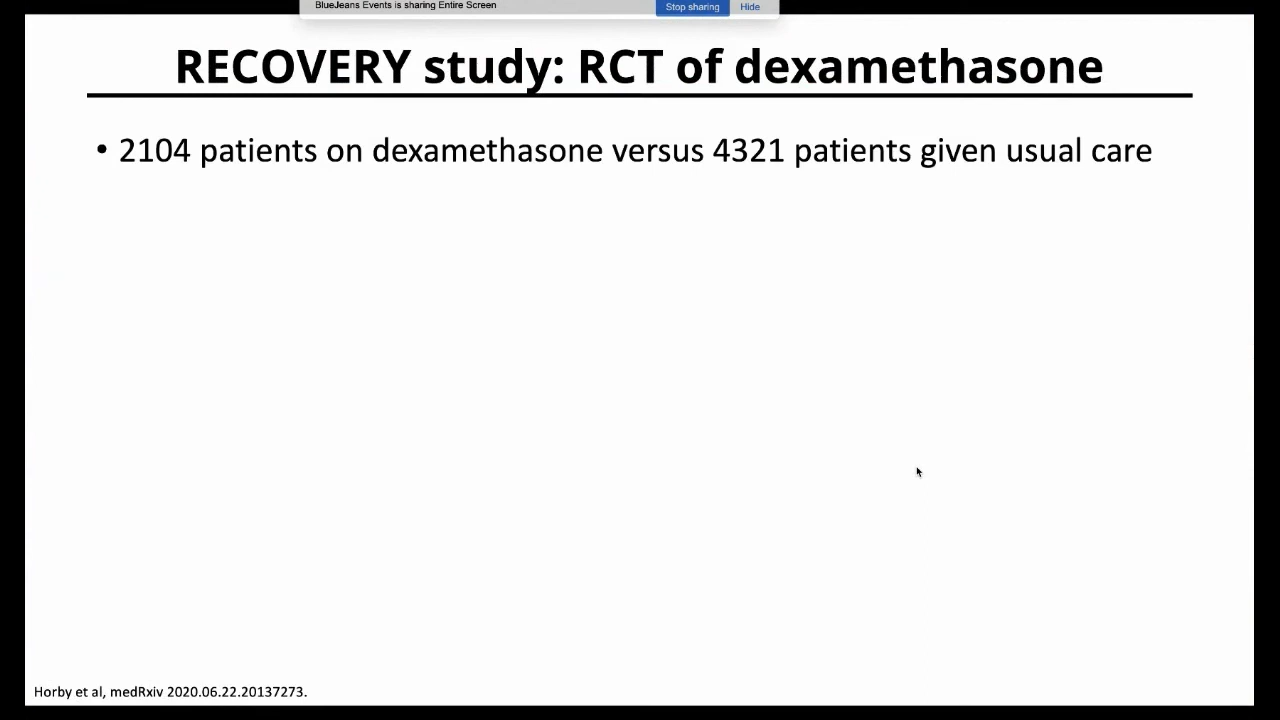 BlueJeans Events is sharing Entire Screen Stop sharing Hide
RECOVERY study: RCT of dexamethasone
• 2104 patients on dexamethasone versus 4321 patients given usual care
Horby et al, medRxiv 2020.06.22.20137273.